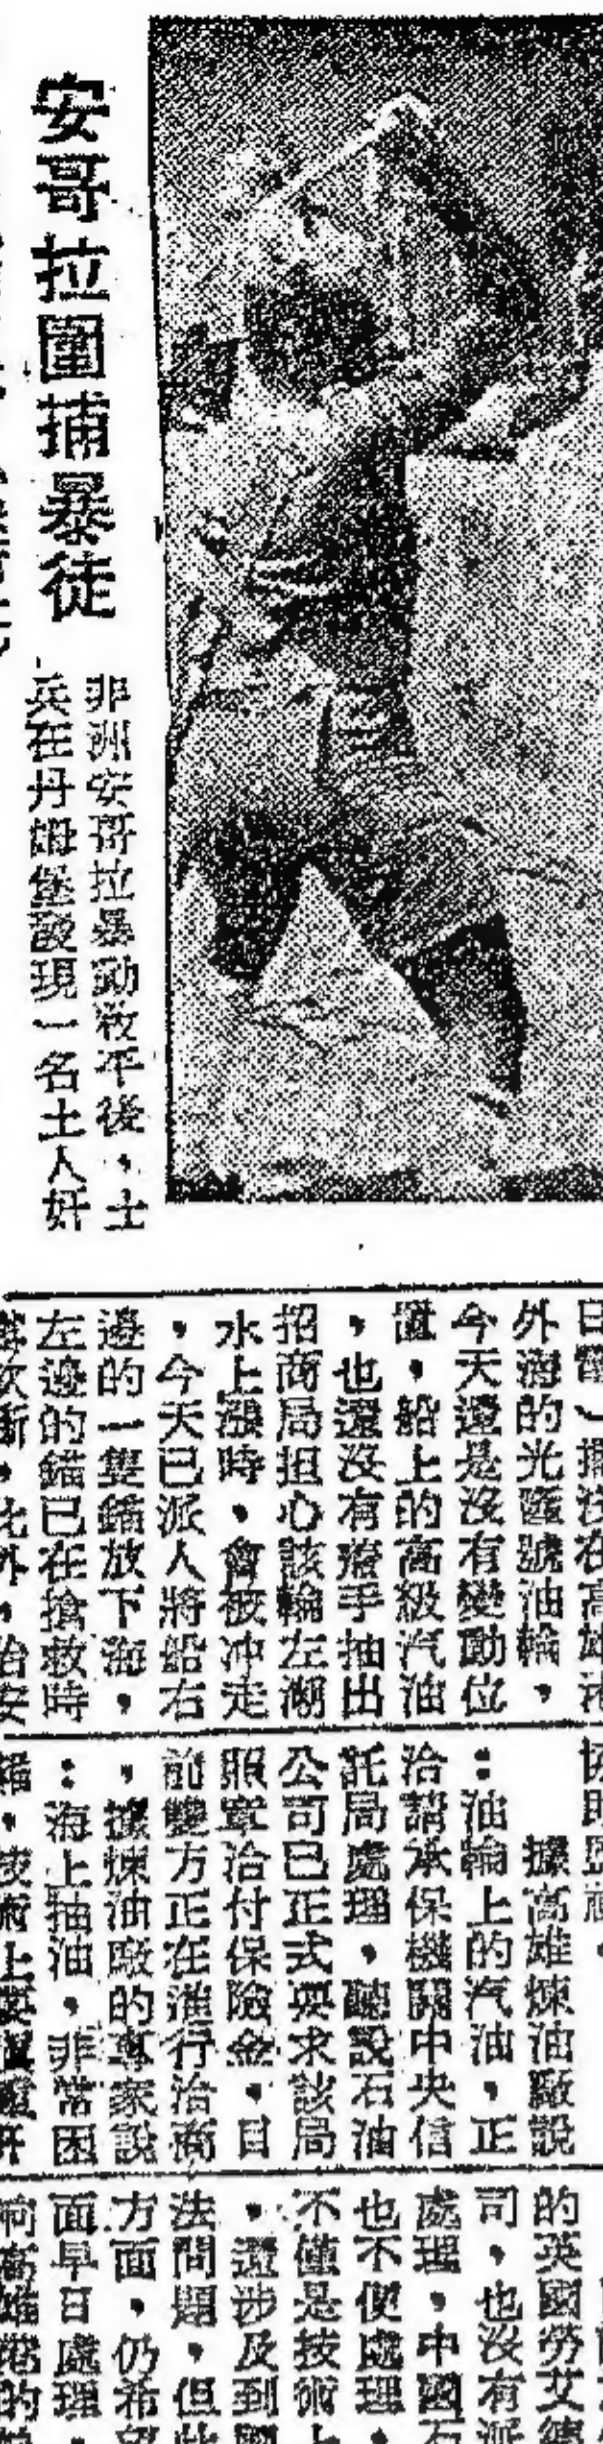 安哥拉圍捕暴徒
非洲安哥拉暴動救平後,士
兵在丹姆堡發現一名土人奸
外海的光隆號油輪,
今天還是沒有變動位
置,船上的高級汽油
,也還沒有着手抽出
招商局担心該輪左湖
水上漲時,會被冲走
,今天已派人將船右
邊的一隻錨放下海,
左邊的錨已在搶救時
據高雄煉油廠說
:油輪上的汽油,正
洽請承保機關中央信
託局處理,聽說石油
公司已正式要求該局
照章洽付保險金,目
前雙方正在進行洽商
,據煉油廠的專家說
:海上抽油,非常困
的英國勞艾德
司,也沒有派
處理,中國石
也不便處理,
不僅是技術上
,還涉及到國
法問題,但此
方面,仍希望
面早日處理,
响高雄港的